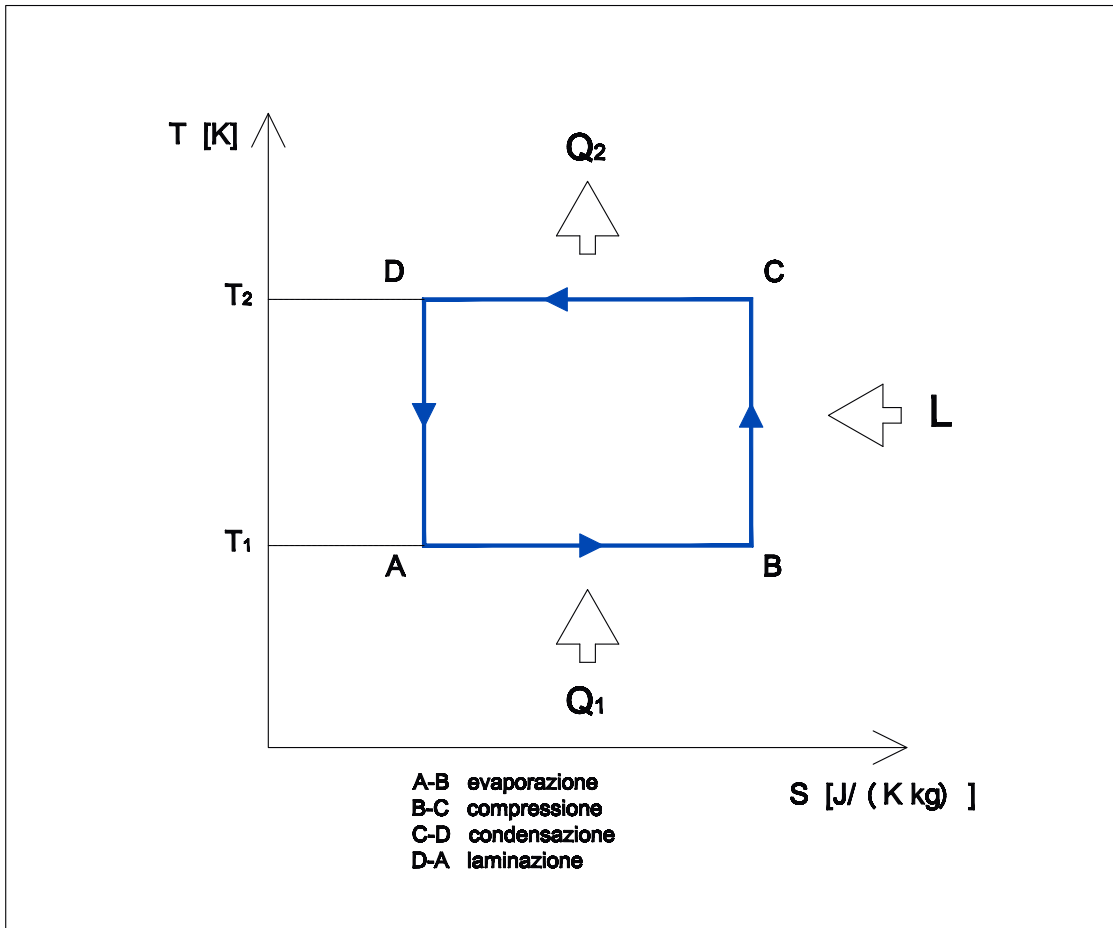 T [K]
Q2
D
C
T2
L
T1
A
B
Q1
A-B evaporazione
B-C compressione
C-D condensazione
D-A laminazione
S [J/ ( K kg) ]